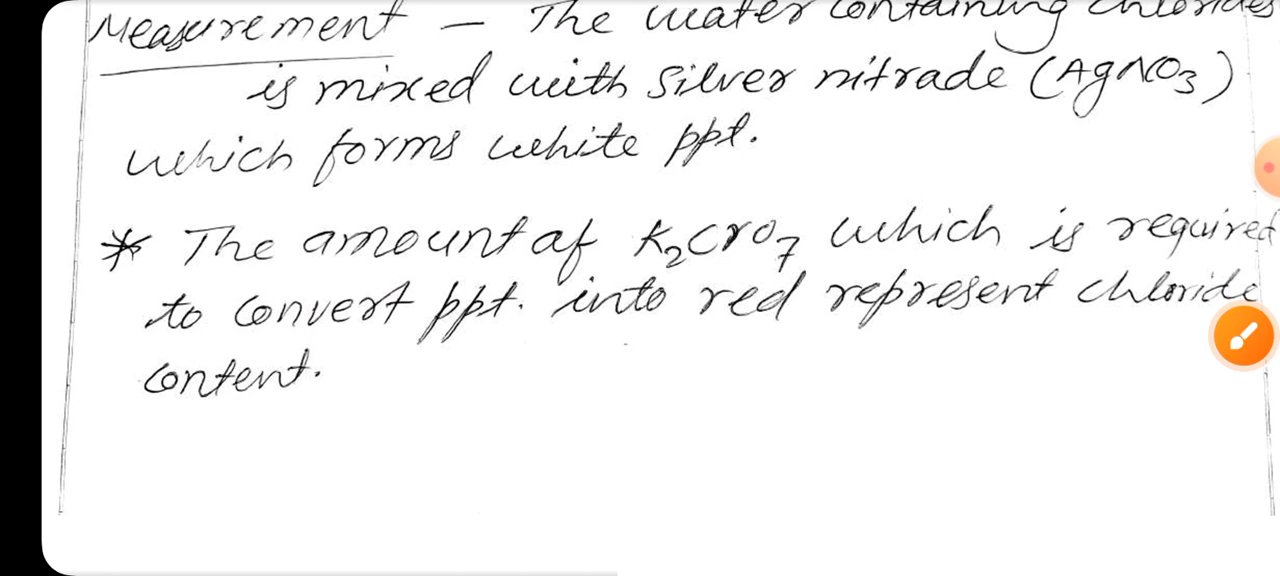 Measurement — The water containing chlorides
is mixed with Silver nitrade (AgNO3)
which forms white ppt.
* The amount of K2CrO7 which is required
to convert ppt. into red represent chloride
content.